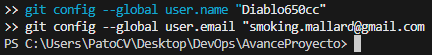 >> git config --global user.name "Diablo650cc"
>> git config --global user.email "smoking.mallard@gmail.com
PS C:\Users\PatoCV\Desktop\DevOps\AvanceProyecto>